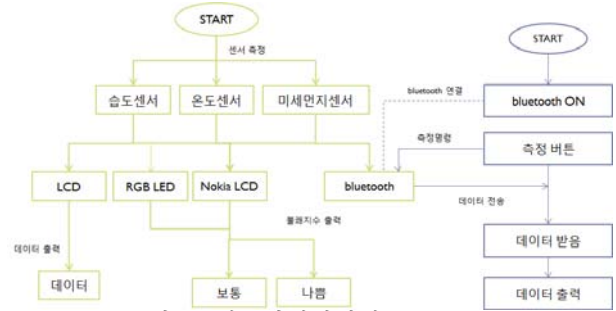 START
센서 측정
습도센서
온도센서
미세먼지센서
LCD
RGB LED
Nokia LCD
bluetooth
데이터 출력
불쾌지수 출력
데이터
보통
나쁨
START
bluetooth 연결
bluetooth ON
측정명령
측정 버튼
데이터 전송
데이터 받음
데이터 출력